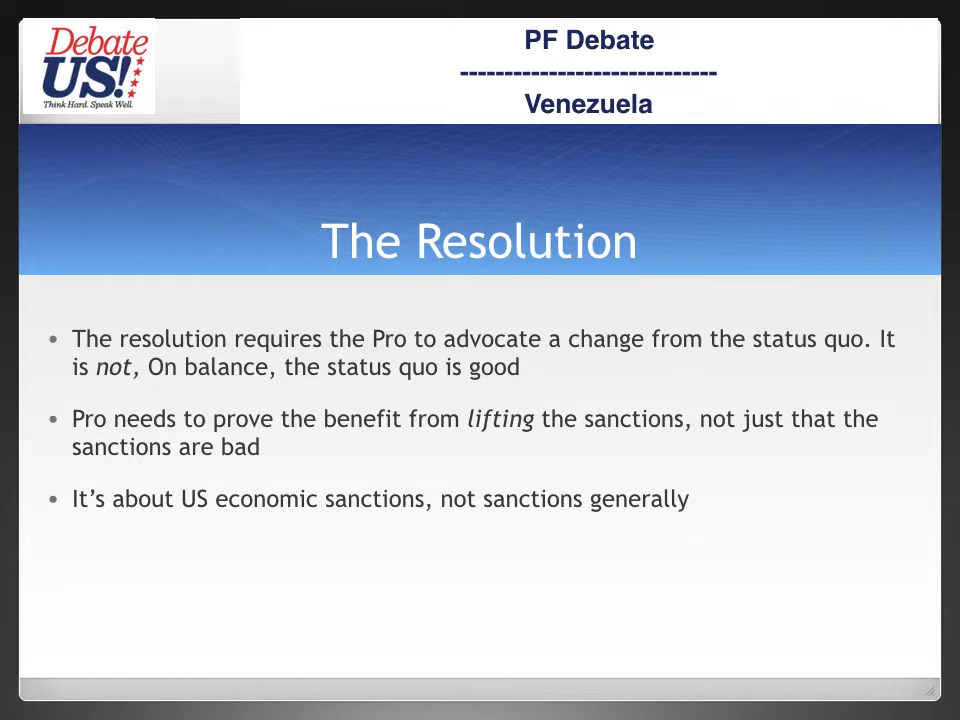 Debate
US!
Think Hard. Speak Well.
PF Debate
-----------------------------
Venezuela
The Resolution
• The resolution requires the Pro to advocate a change from the status quo. It
is not, On balance, the status quo is good
• Pro needs to prove the benefit from lifting the sanctions, not just that the
sanctions are bad
• It’s about US economic sanctions, not sanctions generally